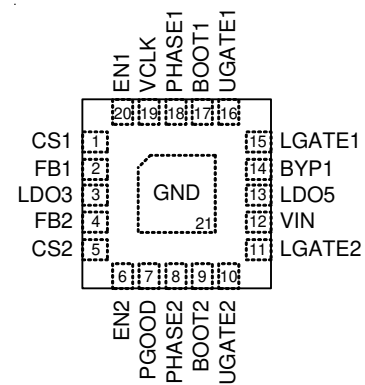 EN1
VCLK
PHASE1
BOOT1
UGATE1
20 19 18 17 16
CS1 1 15 LGATE1
FB1 2 14 BYP1
LDO3 3 GND 13 LDO5
FB2 4 21 12 VIN
CS2 5 11 LGATE2
6 7 8 9 10
EN2
PGOOD
PHASE2
BOOT2
UGATE2